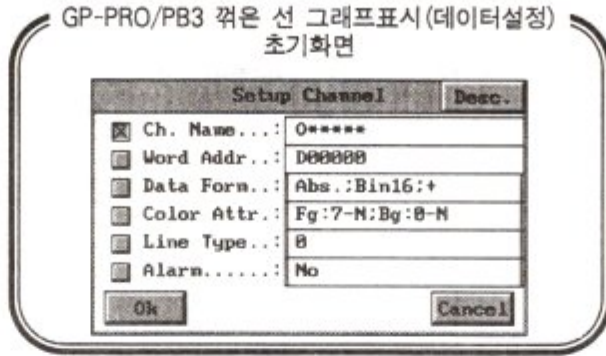 GP-PRO/PB3 꺾은 선 그래프표시(데이터설정)
초기화면
Setup Channel Desc.
Ch. Name...: O*****
Word Addr..: D00000
Data Form..: Abs.;Bin16;+
Color Attr.: Fg:7-N;Bg:0-N
Line Type..: 0
Alarm......: No
Ok Cancel